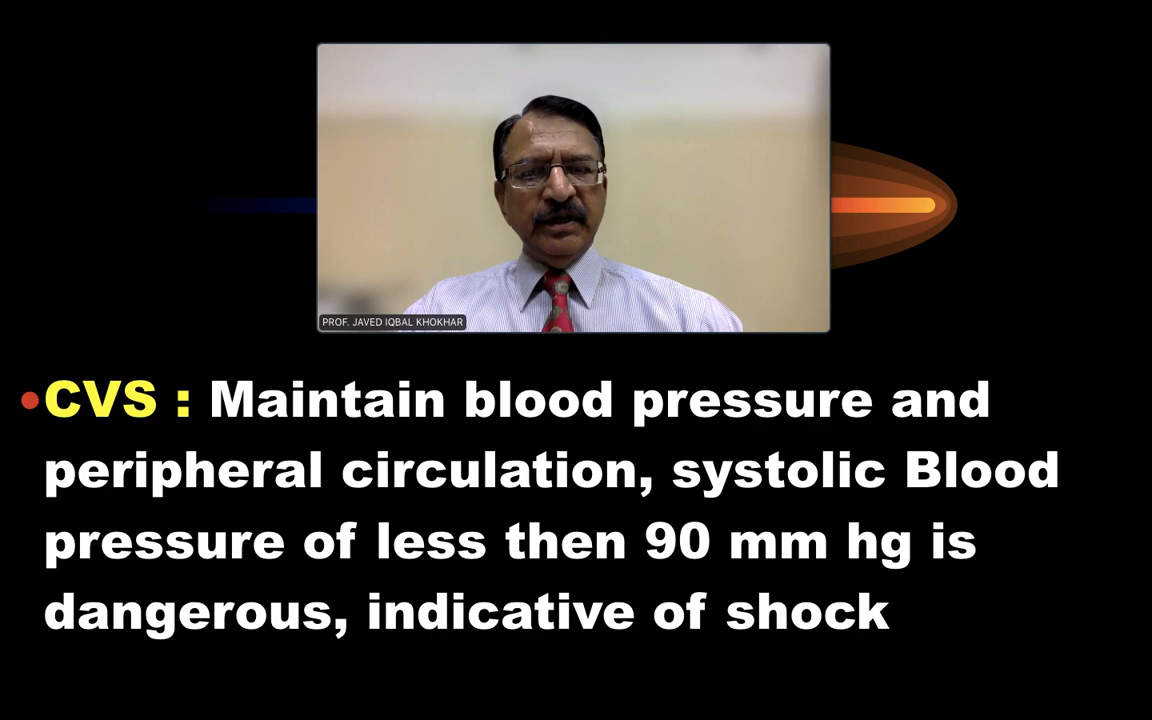 PROF. JAVED IQBAL KHOKHAR
•CVS : Maintain blood pressure and
peripheral circulation, systolic Blood
pressure of less then 90 mm hg is
dangerous, indicative of shock